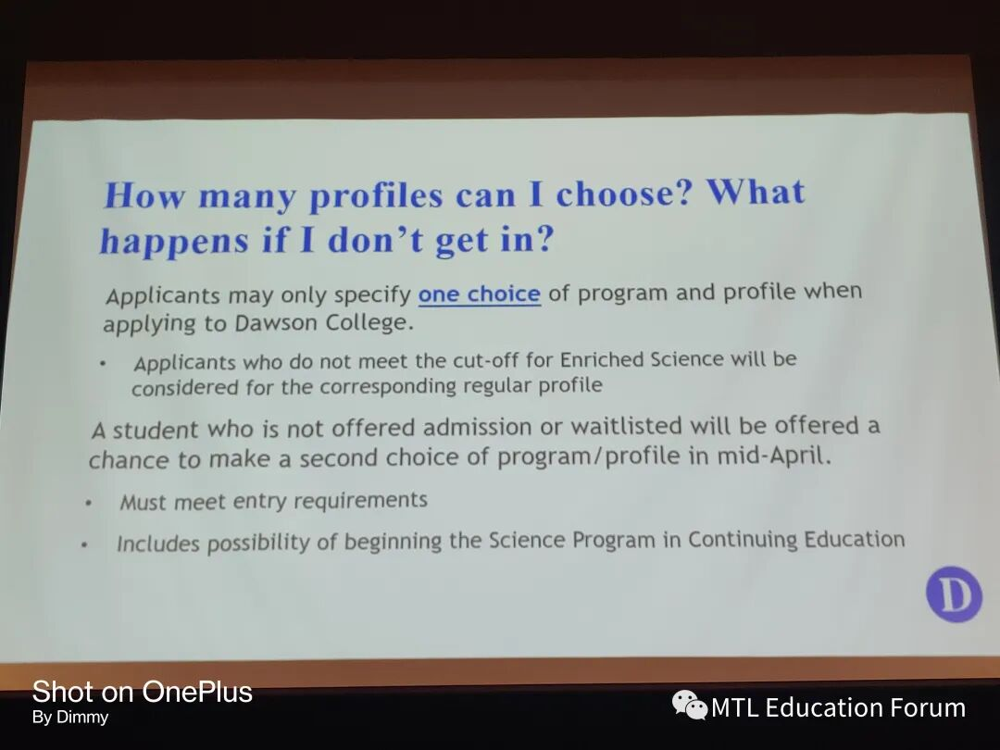 How many profiles can I choose? What
happens if I don't get in?
Applicants may only specify one choice of program and profile when
applying to Dawson College.
• Applicants who do not meet the cut-off for Enriched Science will be
considered for the corresponding regular profile
A student who is not offered admission or waitlisted will be offered a
chance to make a second choice of program/profile in mid-April.
• Must meet entry requirements
• Includes possibility of beginning the Science Program in Continuing Education
D
Shot on OnePlus
By Dimmy
MTL Education Forum